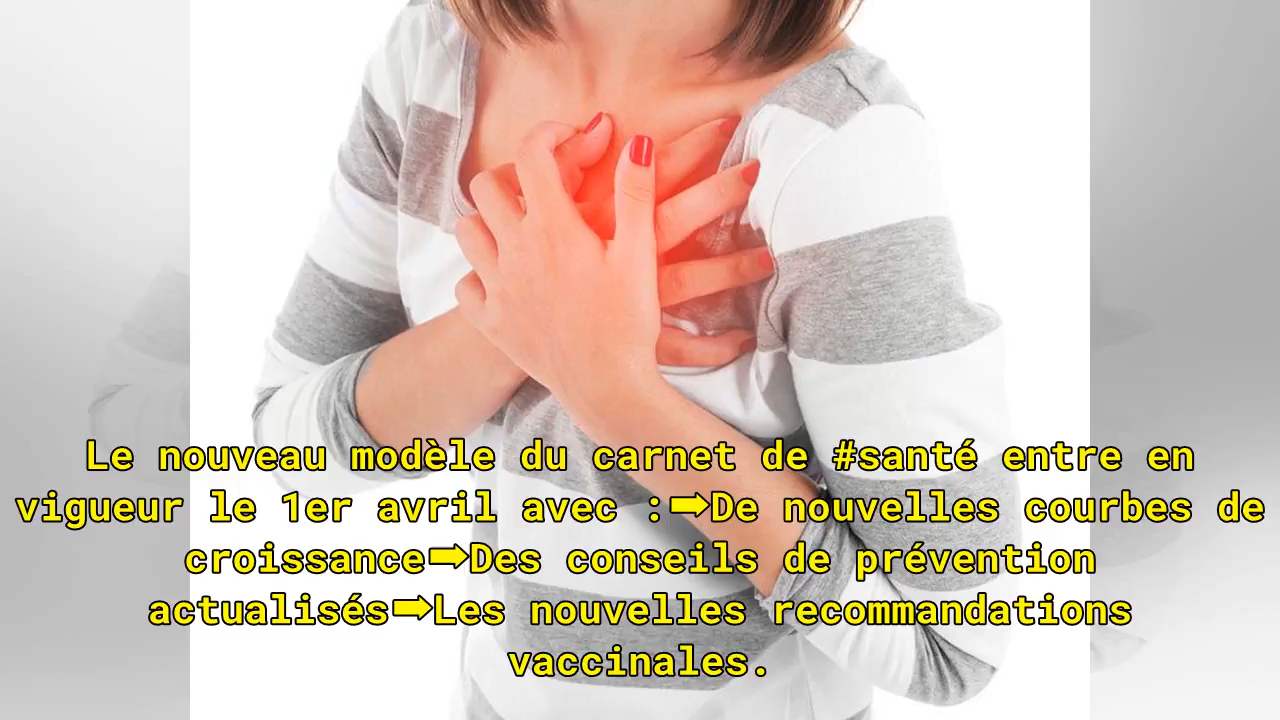 Le nouveau modèle du carnet de #santé entre en
vigueur le 1er avril avec :➡De nouvelles courbes de
croissance➡Des conseils de prévention
actualisés➡Les nouvelles recommandations
vaccinales.